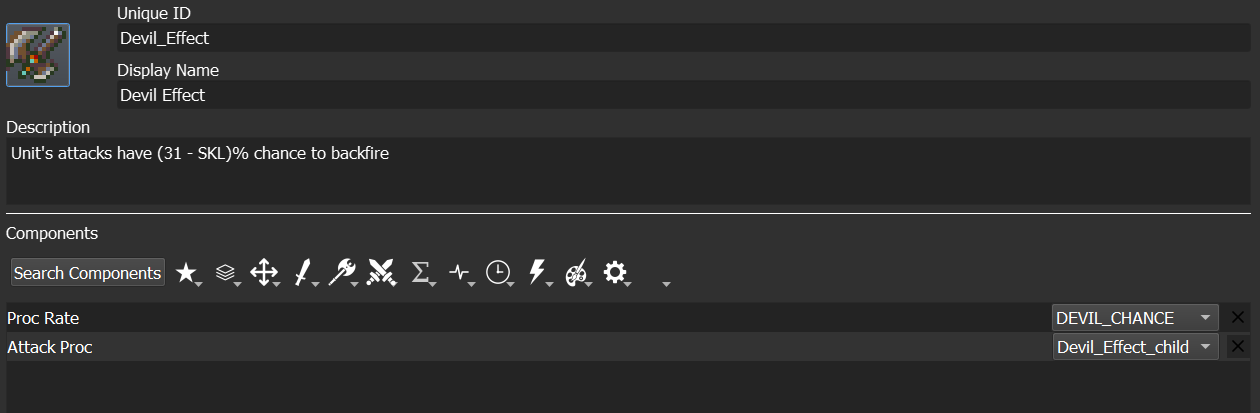 Unique ID
Devil_Effect
Display Name
Devil Effect
Description
Unit's attacks have (31 - SKL)% chance to backfire
Components
Search Components
Proc Rate DEVIL_CHANCE
Attack Proc Devil_Effect_child